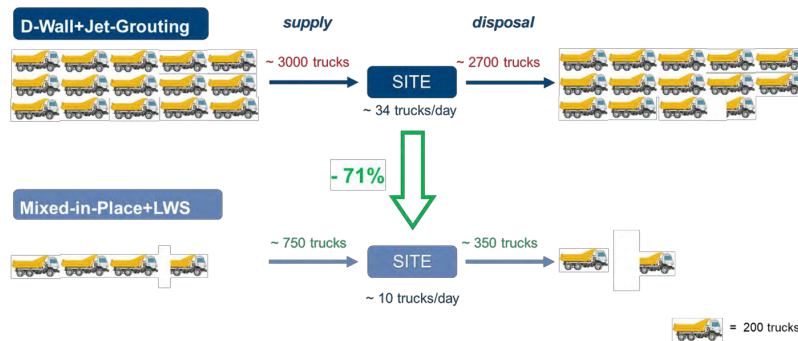 supply
disposal
D-Wall+Jet-Grouting
~ 3000 trucks
~ 2700 trucks
SITE
~ 34 trucks/day
- 71%
Mixed-in-Place+LWS
~ 750 trucks
~ 350 trucks
SITE
~ 10 trucks/day
= 200 trucks